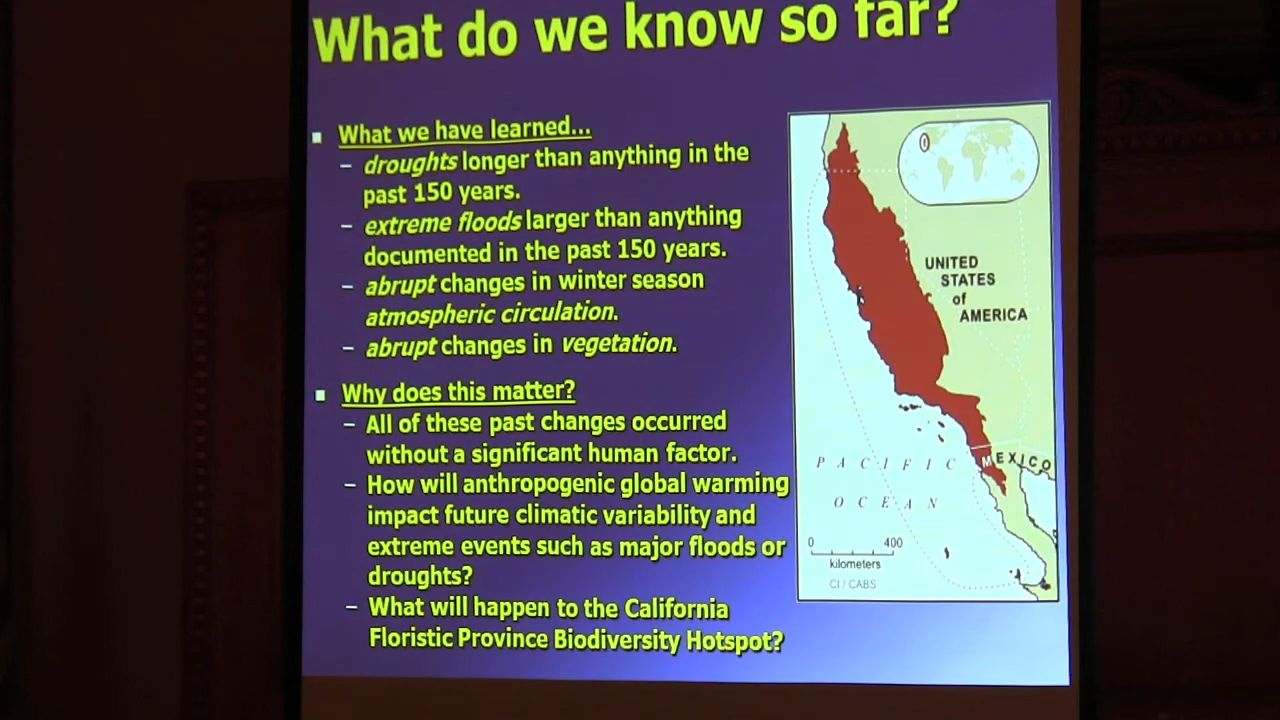 What do we know so far?
What we have learned...
– droughts longer than anything in the
past 150 years.
– extreme floods larger than anything
documented in the past 150 years.
– abrupt changes in winter season
atmospheric circulation.
– abrupt changes in vegetation.
Why does this matter?
– All of these past changes occurred
without a significant human factor.
– How will anthropogenic global warming
impact future climatic variability and
extreme events such as major floods or
droughts?
– What will happen to the California
Floristic Province Biodiversity Hotspot?
UNITED
STATES
of
AMERICA
MEXICO
PACIFIC
OCEAN
0 400
kilometers
CI / CABS